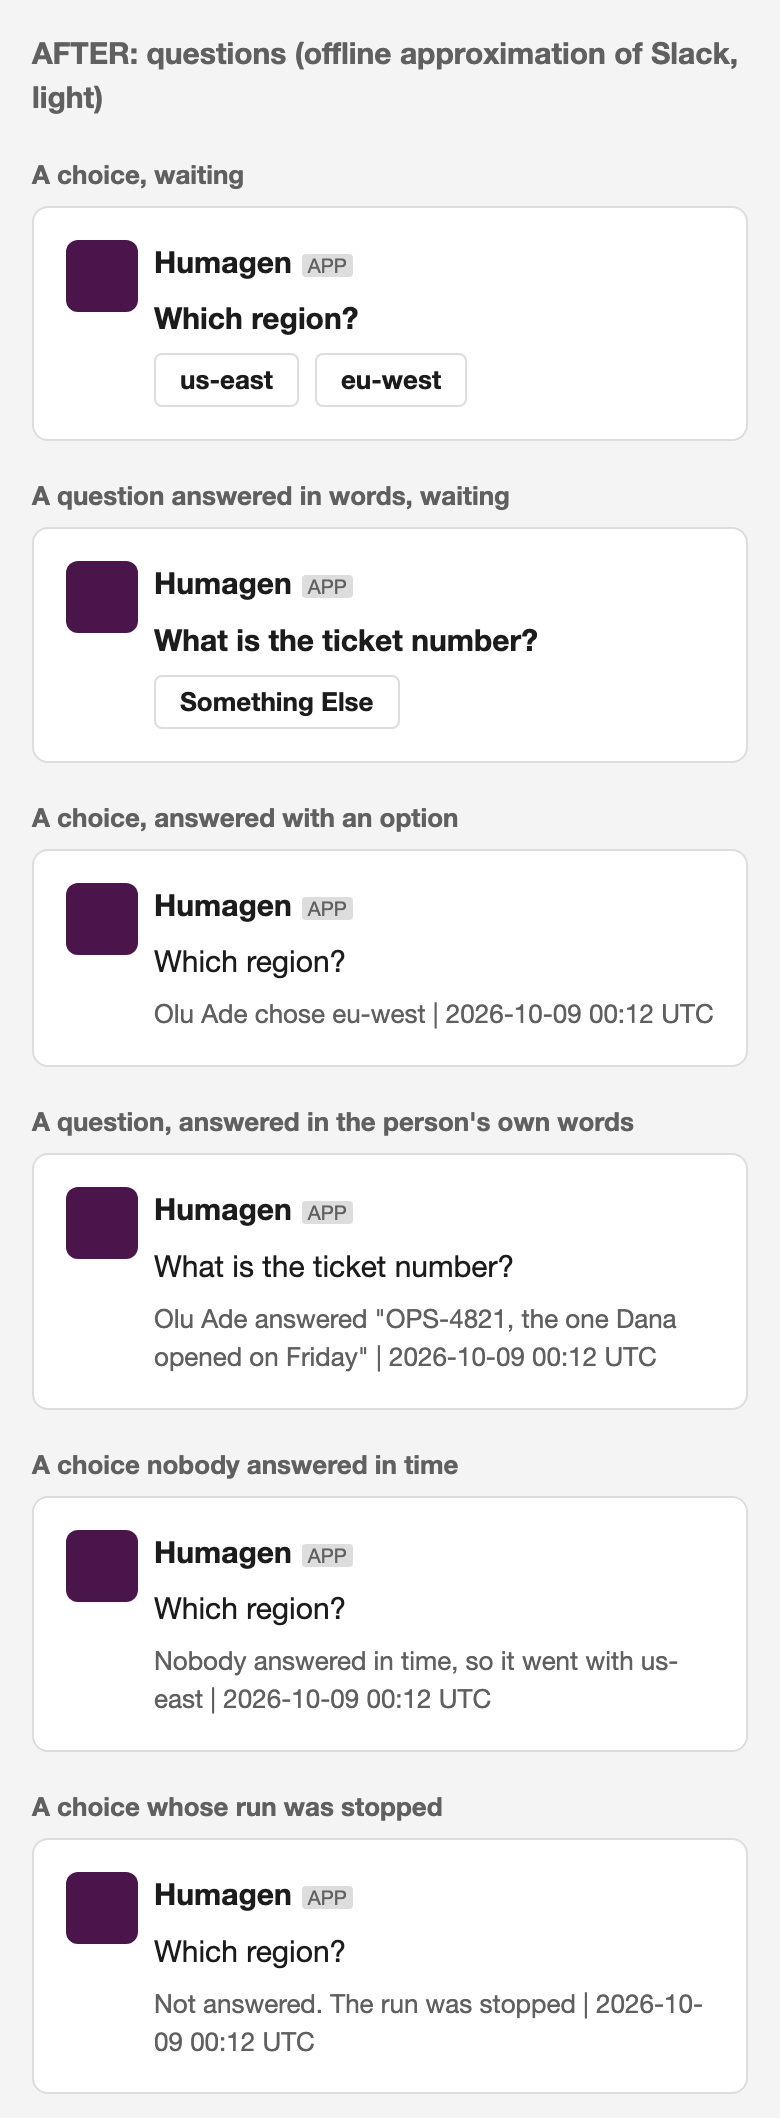 AFTER: questions (offline approximation of Slack,
light)
A choice, waiting
Humagen APP
Which region?
us-east eu-west
A question answered in words, waiting
Humagen APP
What is the ticket number?
Something Else
A choice, answered with an option
Humagen APP
Which region?
Olu Ade chose eu-west | 2026-10-09 00:12 UTC
A question, answered in the person's own words
Humagen APP
What is the ticket number?
Olu Ade answered "OPS-4821, the one Dana
opened on Friday" | 2026-10-09 00:12 UTC
A choice nobody answered in time
Humagen APP
Which region?
Nobody answered in time, so it went with us-
east | 2026-10-09 00:12 UTC
A choice whose run was stopped
Humagen APP
Which region?
Not answered. The run was stopped | 2026-10-
09 00:12 UTC